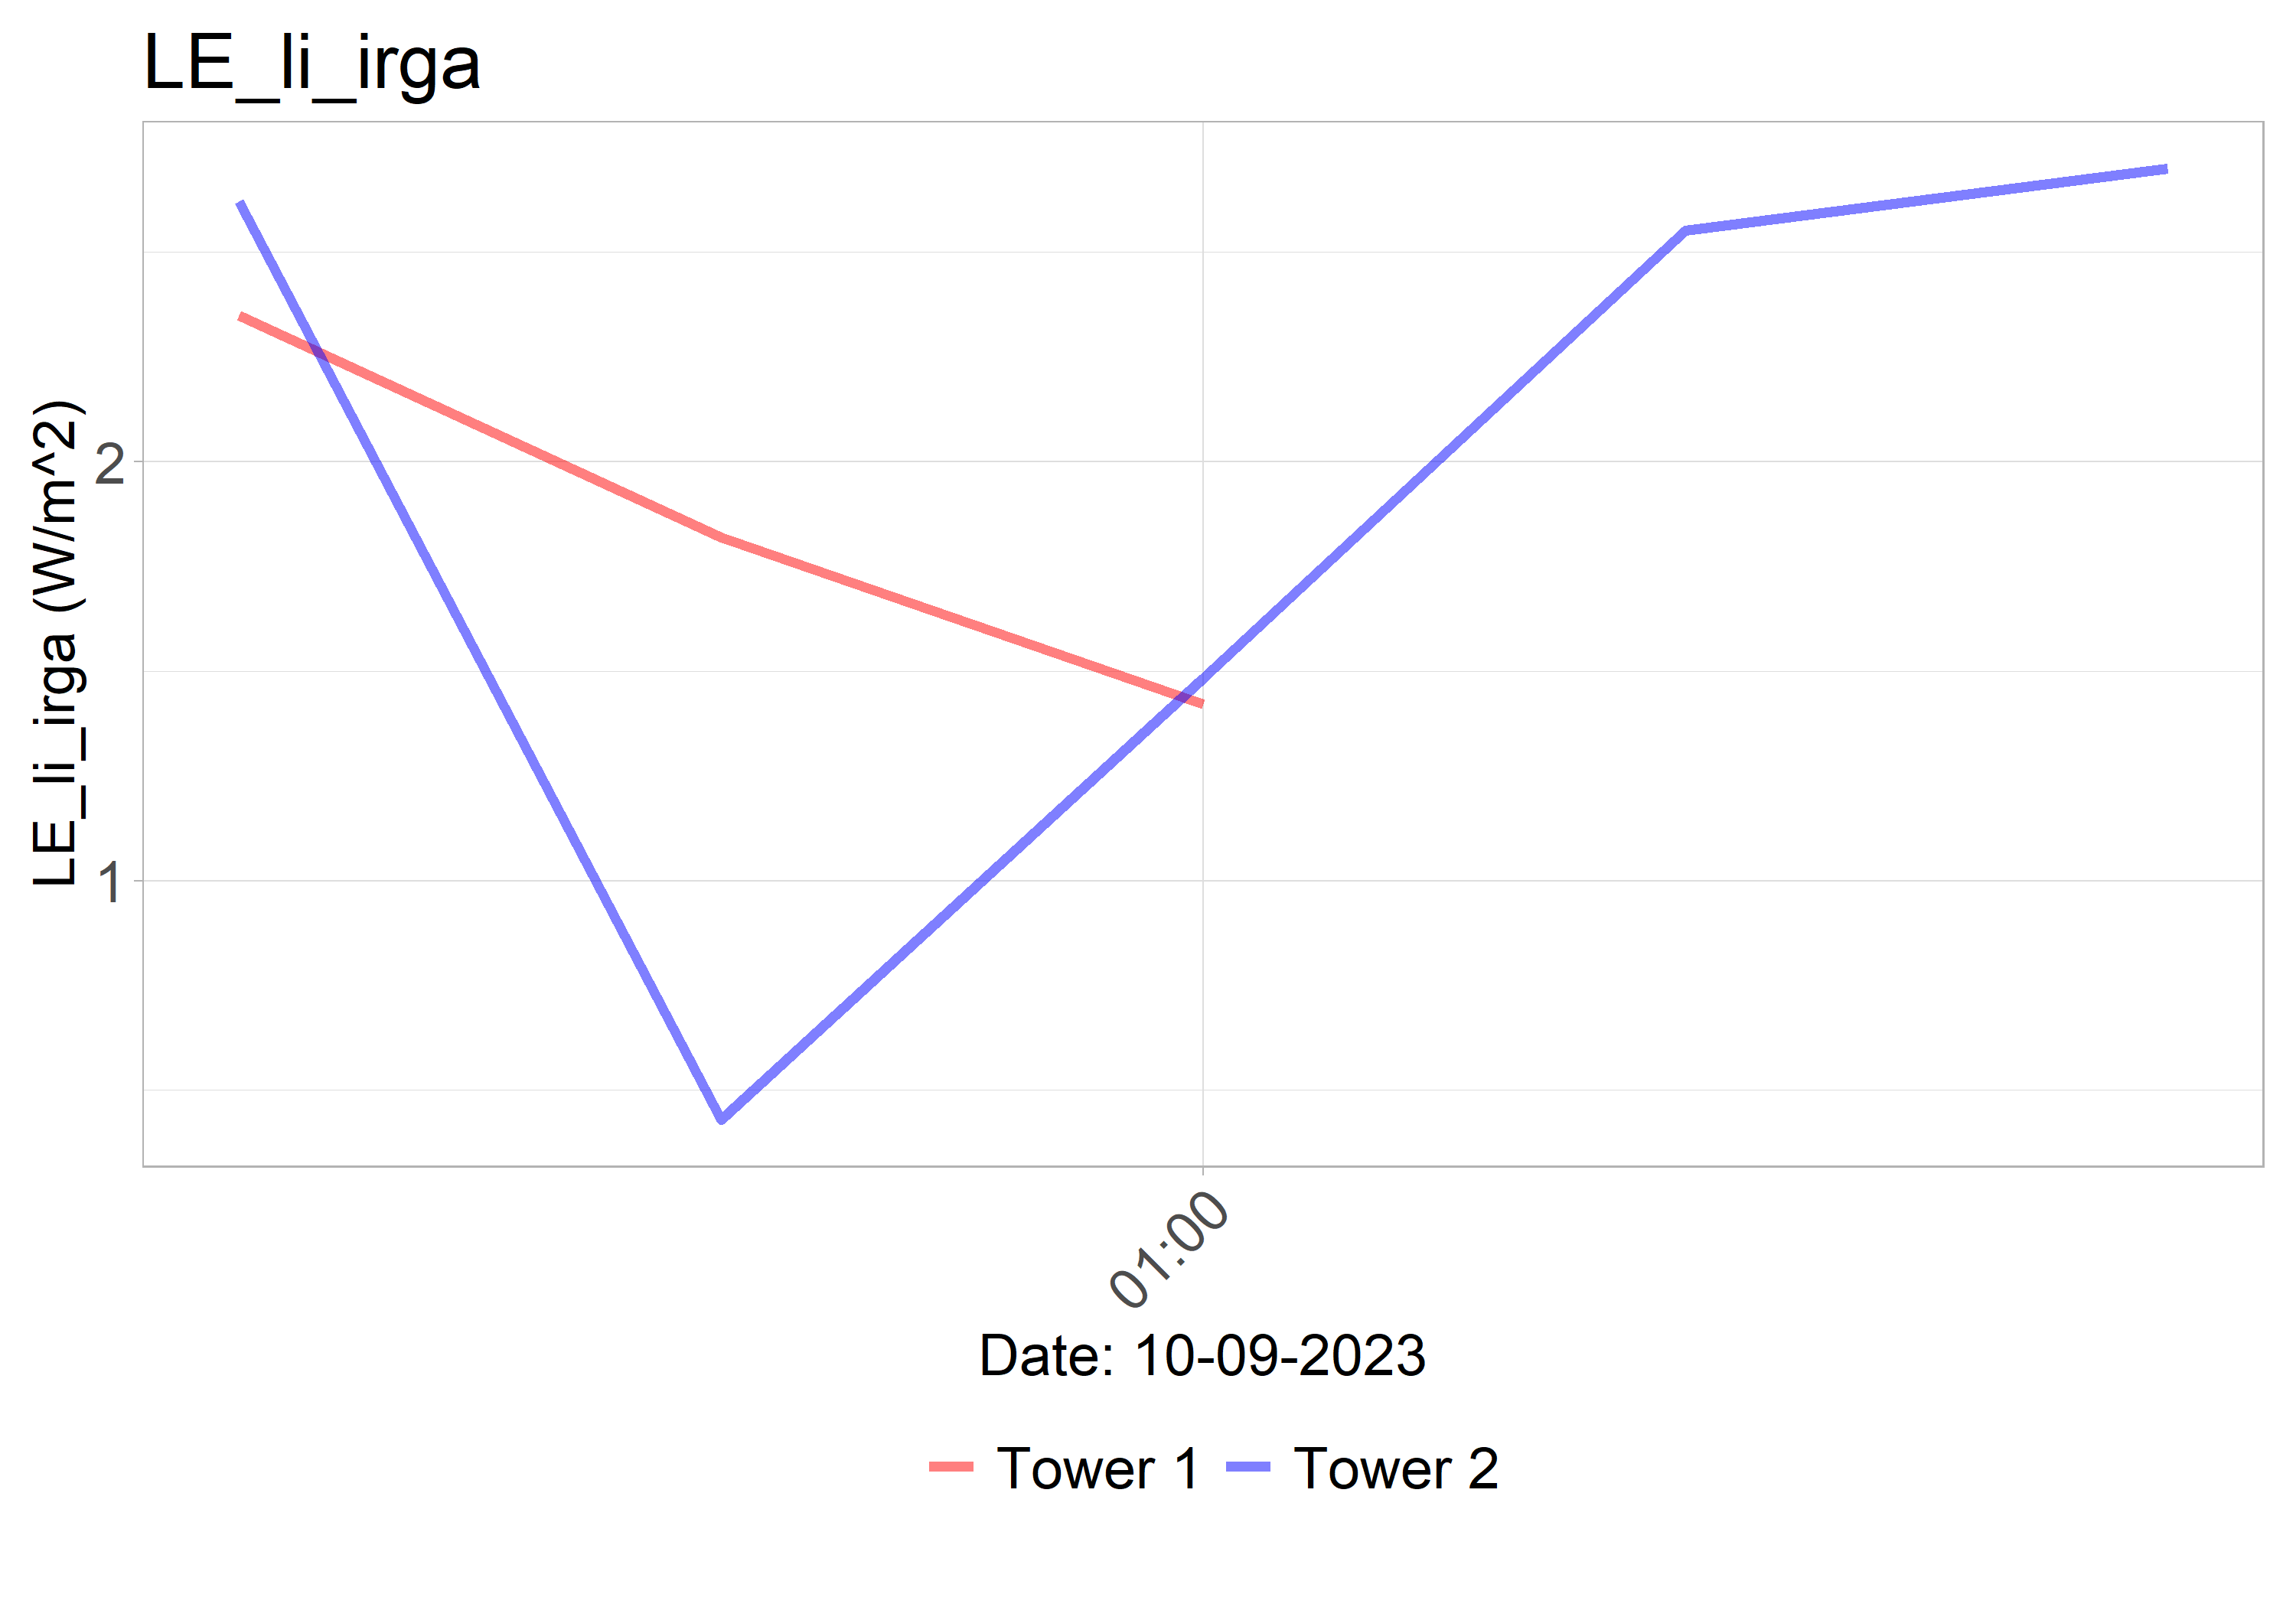 LE_li_irga
LE_li_irga (W/m^2)
2
1
01:00
Date: 10-09-2023
Tower 1
Tower 2